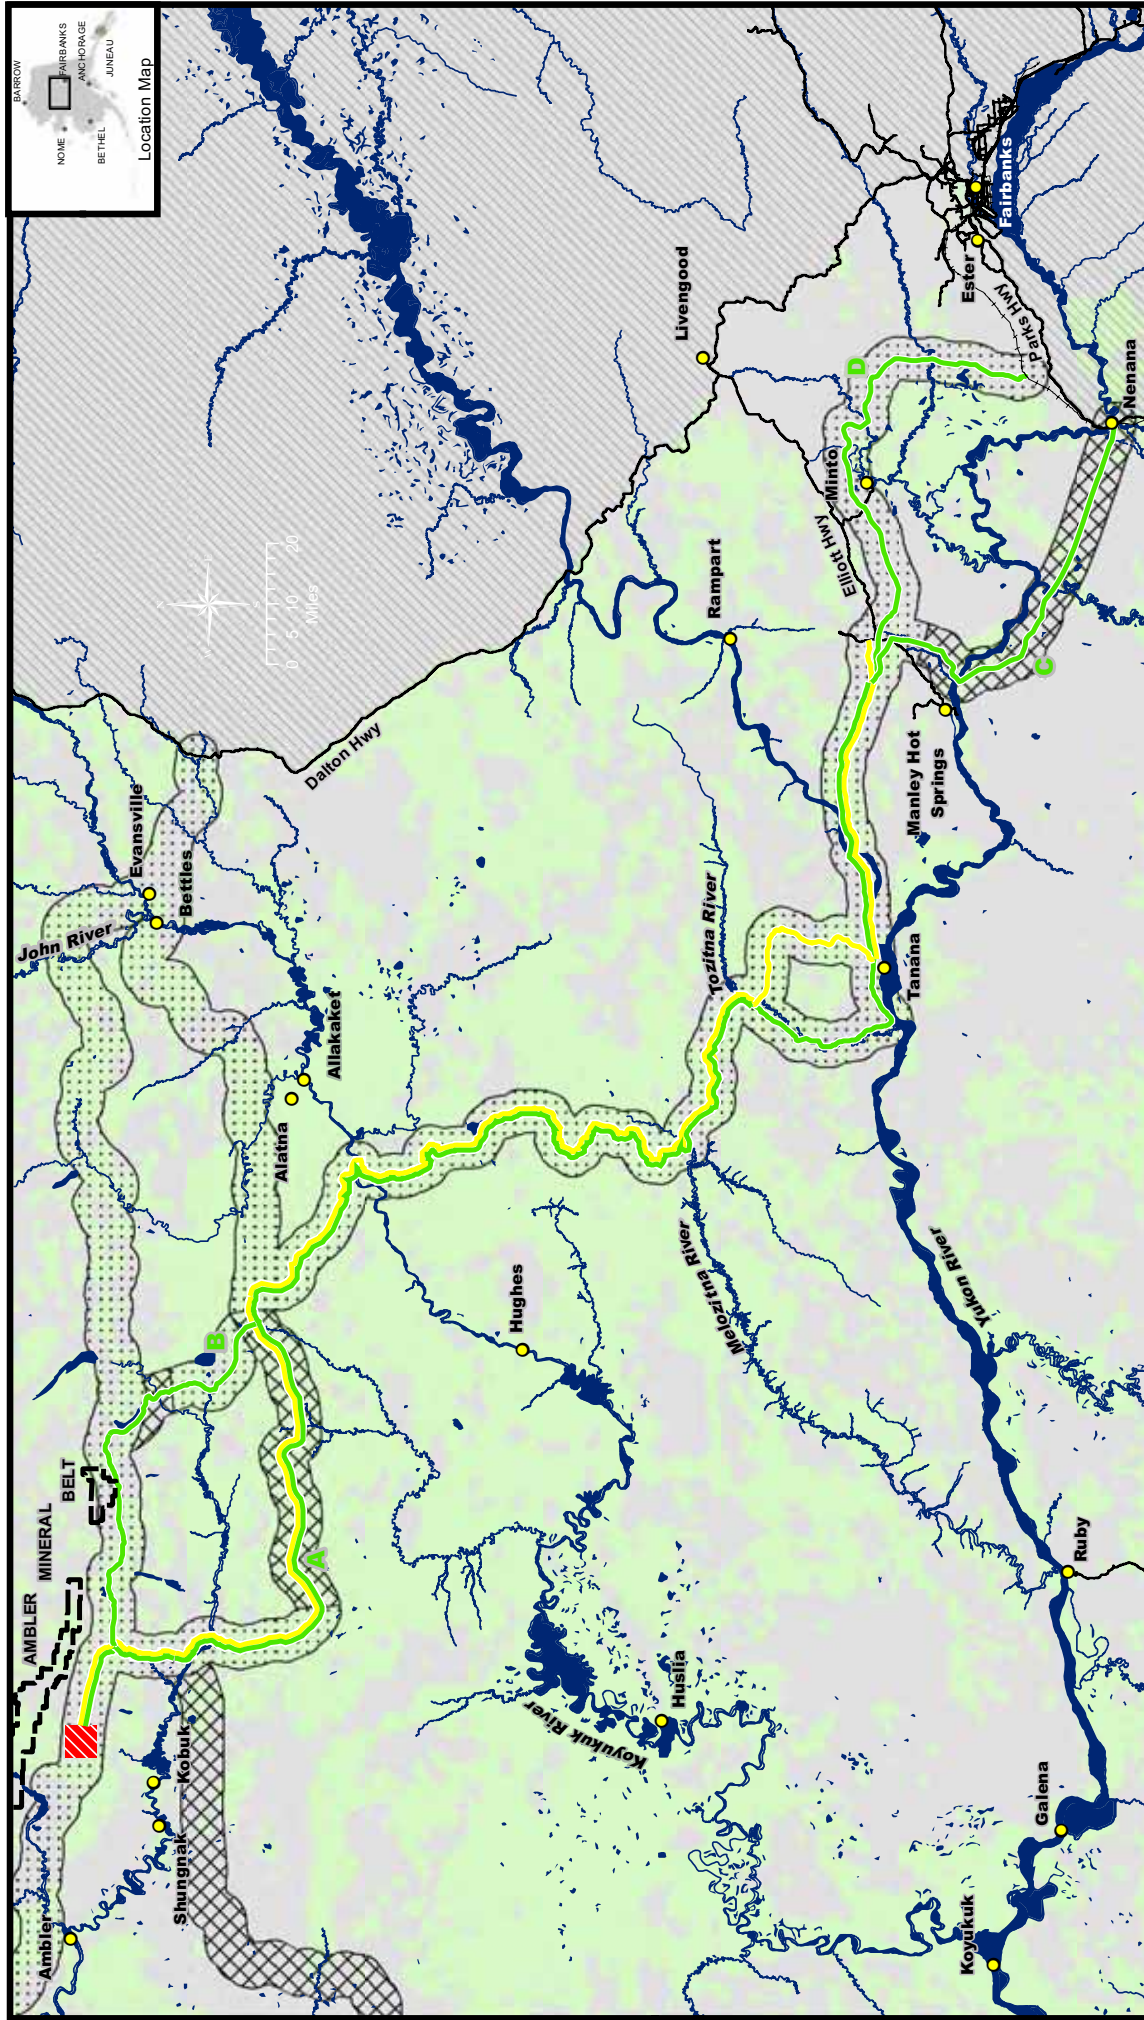 BARROW
NOME
FAIRBANKS
ANCHORAGE
BETHEL
JUNEAU
Location Map
Livengood
Fairbanks
Ester
Parks Hwy
Nenana
D
Minto
Elliott Hwy
C
Rampart
0 5 10 20
Miles
Dalton Hwy
Manley Hot
Springs
Evansville
Bettles
John River
Tozitna River
Tanana
Allakaket
Alatna
Hughes
Melozitna River
Yukon River
B
A
AMBLER
MINERAL
BELT
Ruby
Huslia
Koyukuk River
Kobuk
Shungnak
Ambler
Galena
Koyukuk